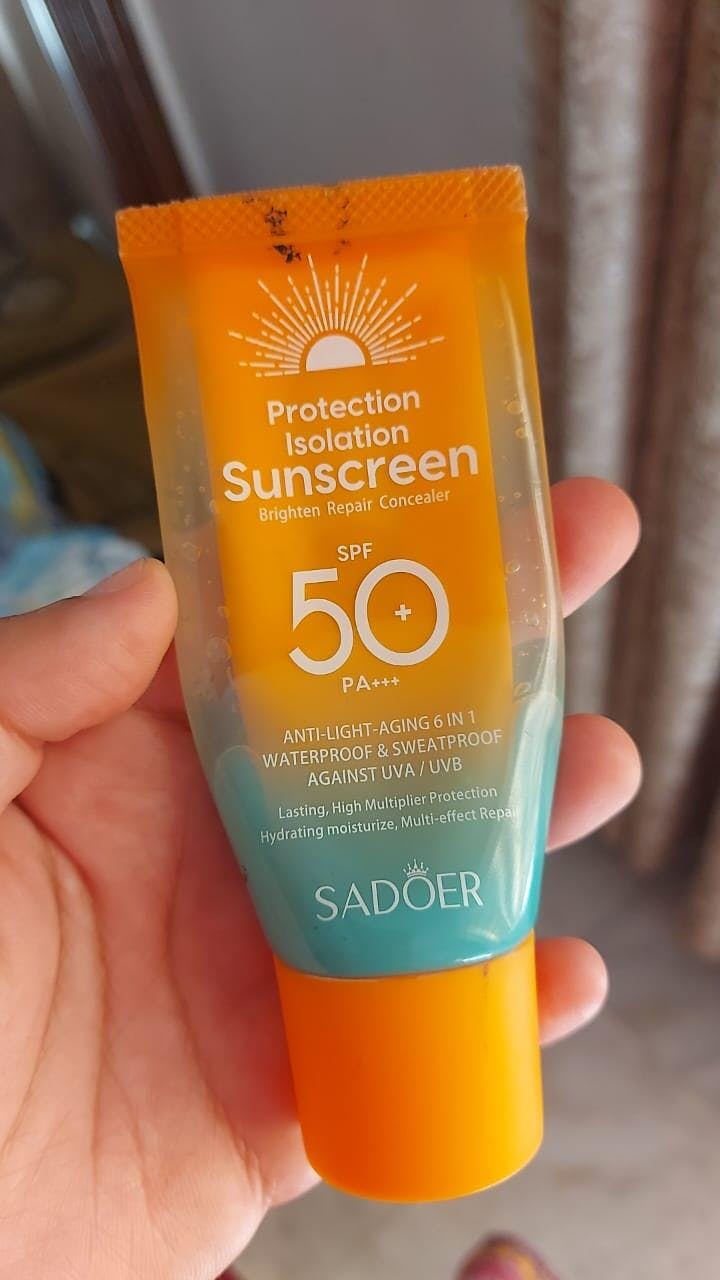 Protection
Isolation
Sunscreen
Brighten Repair Concealer
SPF
50+
PA+++
ANTI-LIGHT-AGING 6 IN 1
WATERPROOF & SWEATPROOF
AGAINST UVA / UVB
Lasting, High Multiplier Protection
Hydrating moisturize, Multi-effect Repair
SADOER